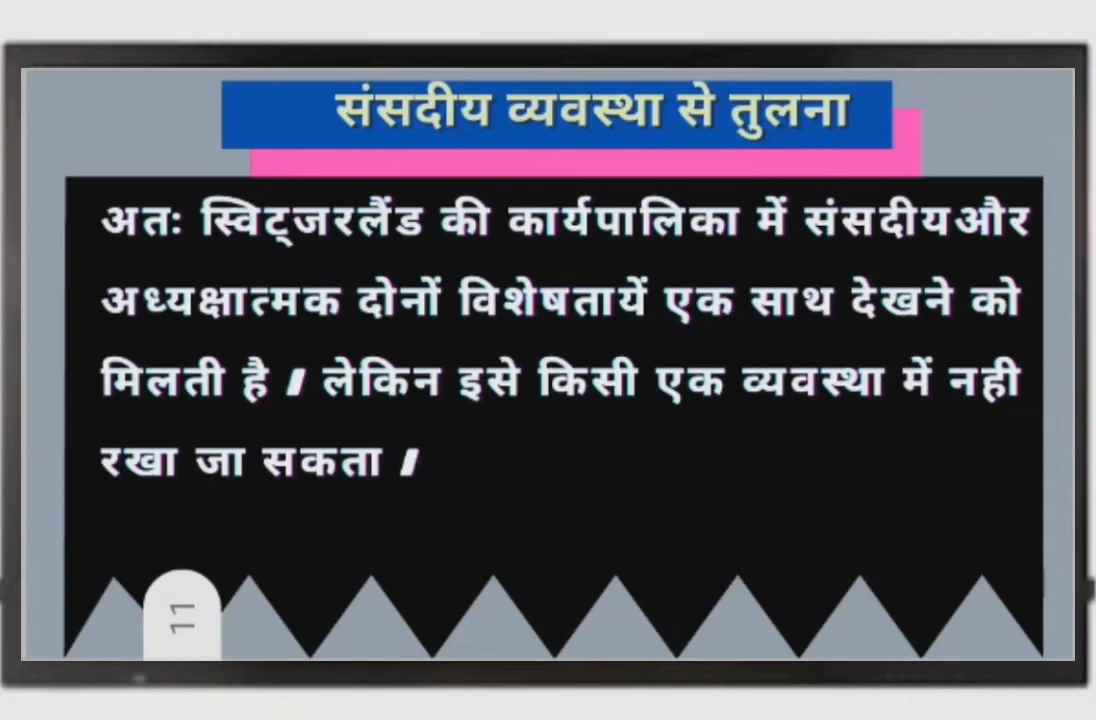 संसदीय व्यवस्था से तुलना
अतः स्विट्जरलैंड की कार्यपालिका में संसदीयऔर
अध्यक्षात्मक दोनों विशेषतायें एक साथ देखने को
मिलती है । लेकिन इसे किसी एक व्यवस्था में नही
रखा जा सकता ।
11